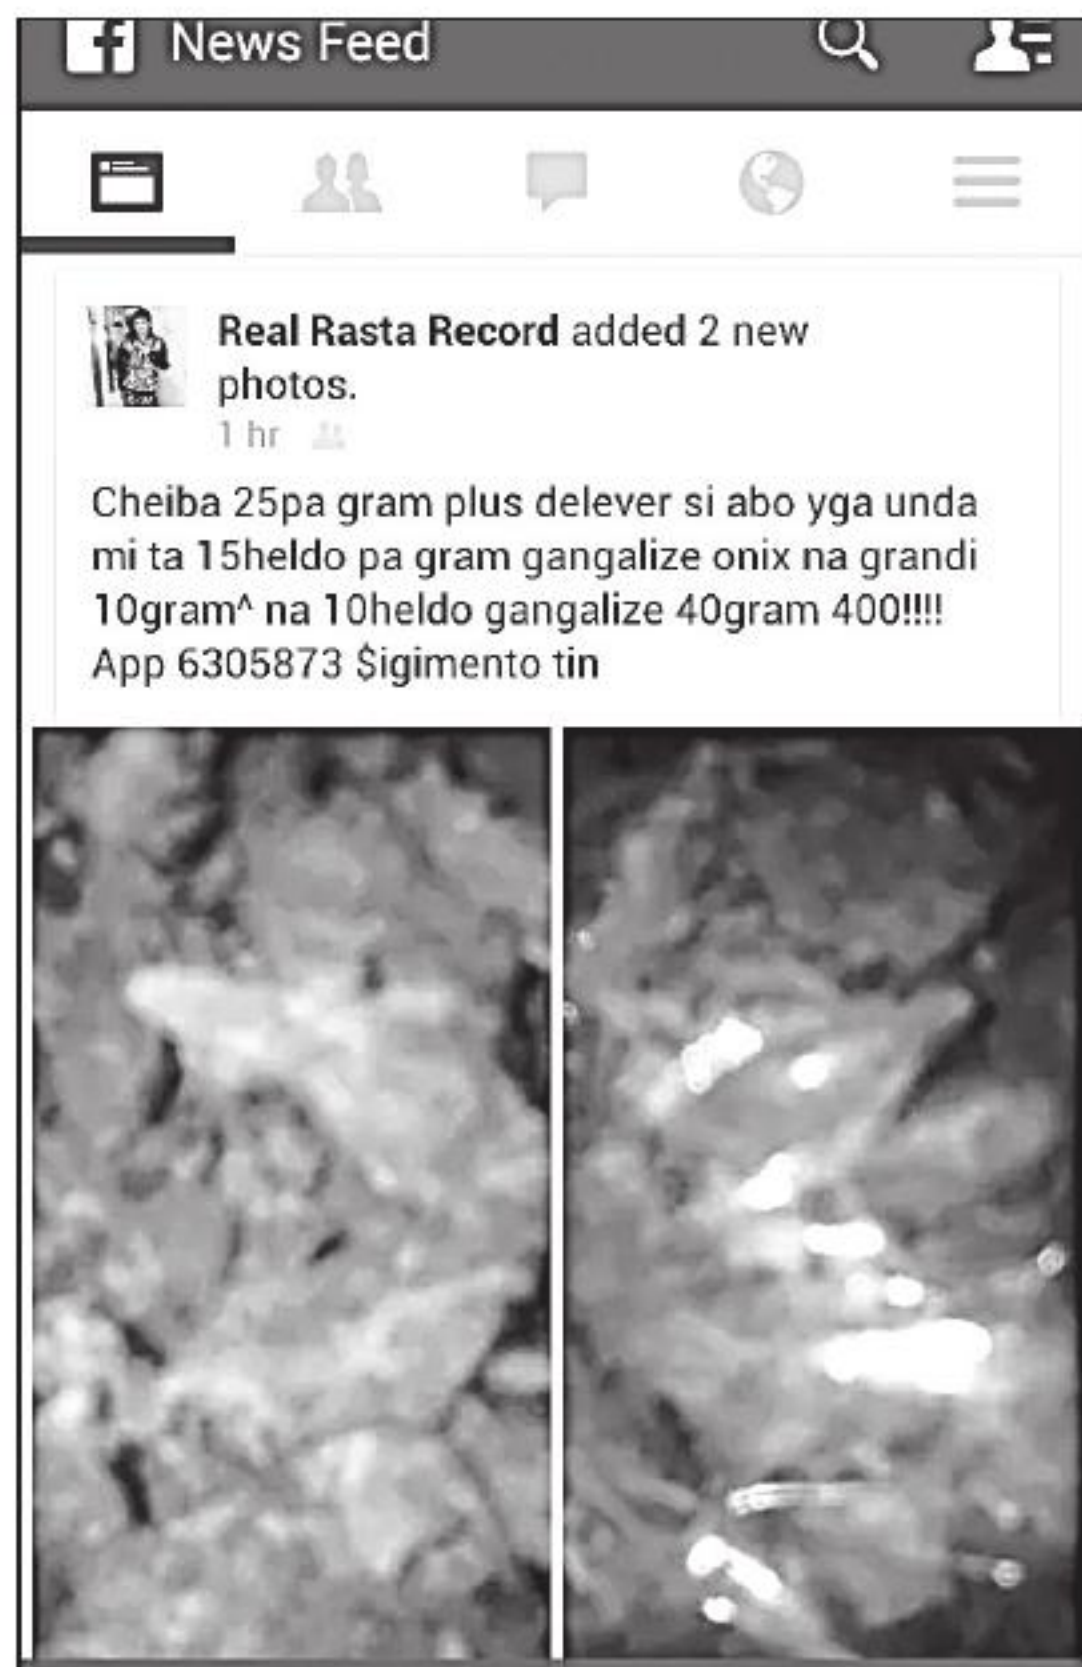 News Feed
Real Rasta Record added 2 new
photos.
1 hr
Cheiba 25pa gram plus delever si abo yga unda
mi ta 15heldo pa gram gangalize onix na grandi
10gram^ na 10heldo gangalize 40gram 400!!!!
App 6305873 $igimento tin